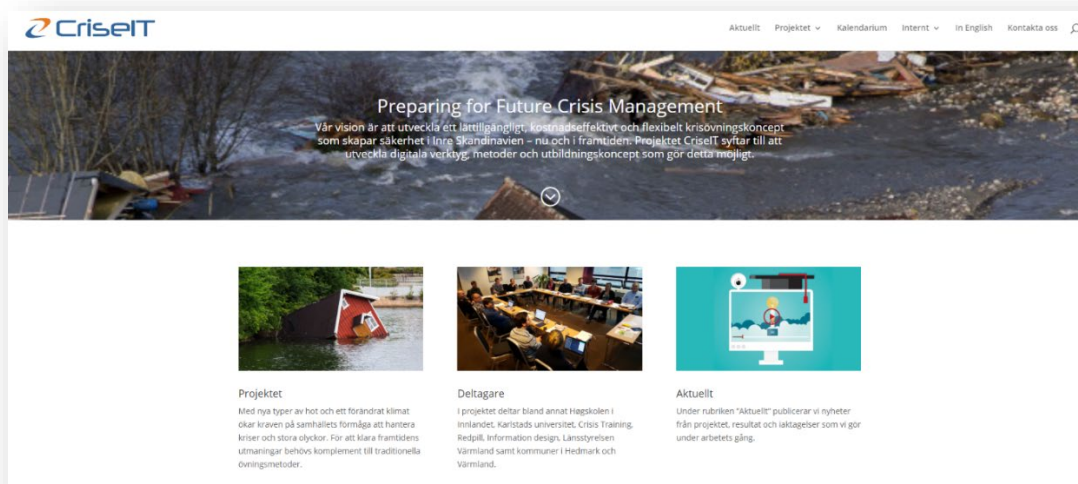 CriseIT
Aktuellt Projektet Kalendarium Internt In English Kontakta oss
Preparing for Future Crisis Management
Vår vision är att utveckla ett lättillgängligt, kostnadseffektivt och flexibelt krisövningskoncept
som skapar säkerhet i Inre Skandinavien – nu och i framtiden. Projektet CriseIT syftar till att
utveckla digitala verktyg, metoder och utbildningskoncept som gör detta möjligt.
Projektet
Med nya typer av hot och ett förändrat klimat
ökar kraven på samhällets förmåga att hantera
kriser och stora olyckor. För att klara framtidens
utmaningar behövs komplement till traditionella
övningsmetoder.
Deltagare
I projektet deltar bland annat Høgskolen i
Innlandet, Karlstads universitet, Crisis Training,
Redpill, Information design, Länsstyrelsen
Värmland samt kommuner i Hedmark och
Värmland.
Aktuellt
Under rubriken "Aktuellt" publicerar vi nyheter
från projektet, resultat och iaktagelser som vi gör
under arbetets gång.